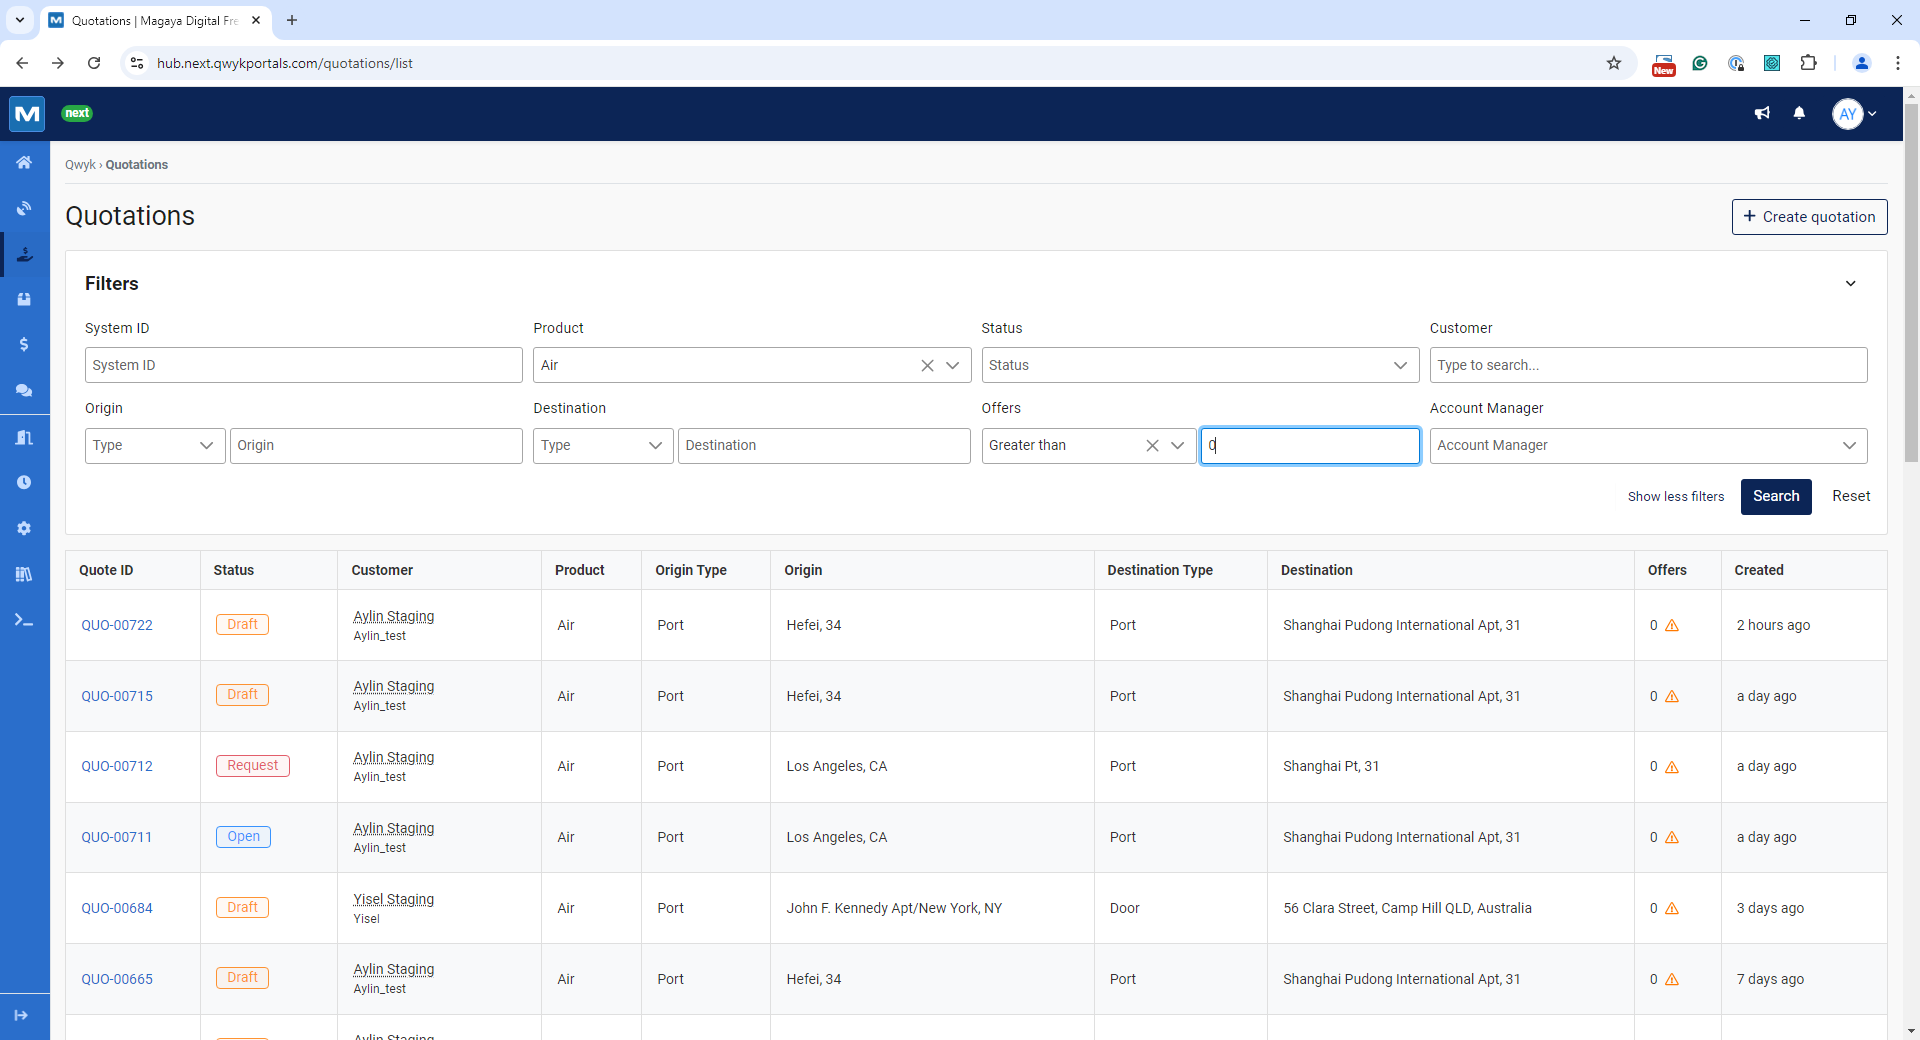 Quotations | Magaya Digital Fre
hub.next.qwykportals.com/quotations/list
New
M next
AY
Qwyk › Quotations
Quotations
+ Create quotation
Filters
System ID Product Status Customer
System ID Air Status Type to search...
Origin Destination Offers Account Manager
Type Origin Type Destination Greater than 0 Account Manager
Show less filters Search Reset
Quote ID Status Customer Product Origin Type Origin Destination Type Destination Offers Created
QUO-00722 Draft Aylin Staging Air Port Hefei, 34 Port Shanghai Pudong International Apt, 31 0 2 hours ago
Aylin_test
QUO-00715 Draft Aylin Staging Air Port Hefei, 34 Port Shanghai Pudong International Apt, 31 0 a day ago
Aylin_test
QUO-00712 Request Aylin Staging Air Port Los Angeles, CA Port Shanghai Pt, 31 0 a day ago
Aylin_test
QUO-00711 Open Aylin Staging Air Port Los Angeles, CA Port Shanghai Pudong International Apt, 31 0 a day ago
Aylin_test
QUO-00684 Draft Yisel Staging Air Port John F. Kennedy Apt/New York, NY Door 56 Clara Street, Camp Hill QLD, Australia 0 3 days ago
Yisel
QUO-00665 Draft Aylin Staging Air Port Hefei, 34 Port Shanghai Pudong International Apt, 31 0 7 days ago
Aylin_test
Aylin Staging